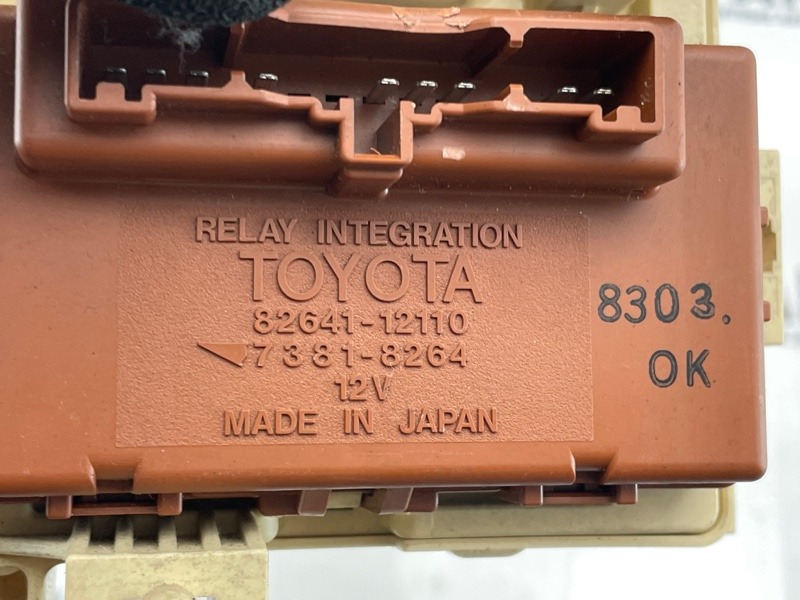 RELAY INTEGRATION
TOYOTA
82641-12110
7381-8264
12V
MADE IN JAPAN
8303.
OK